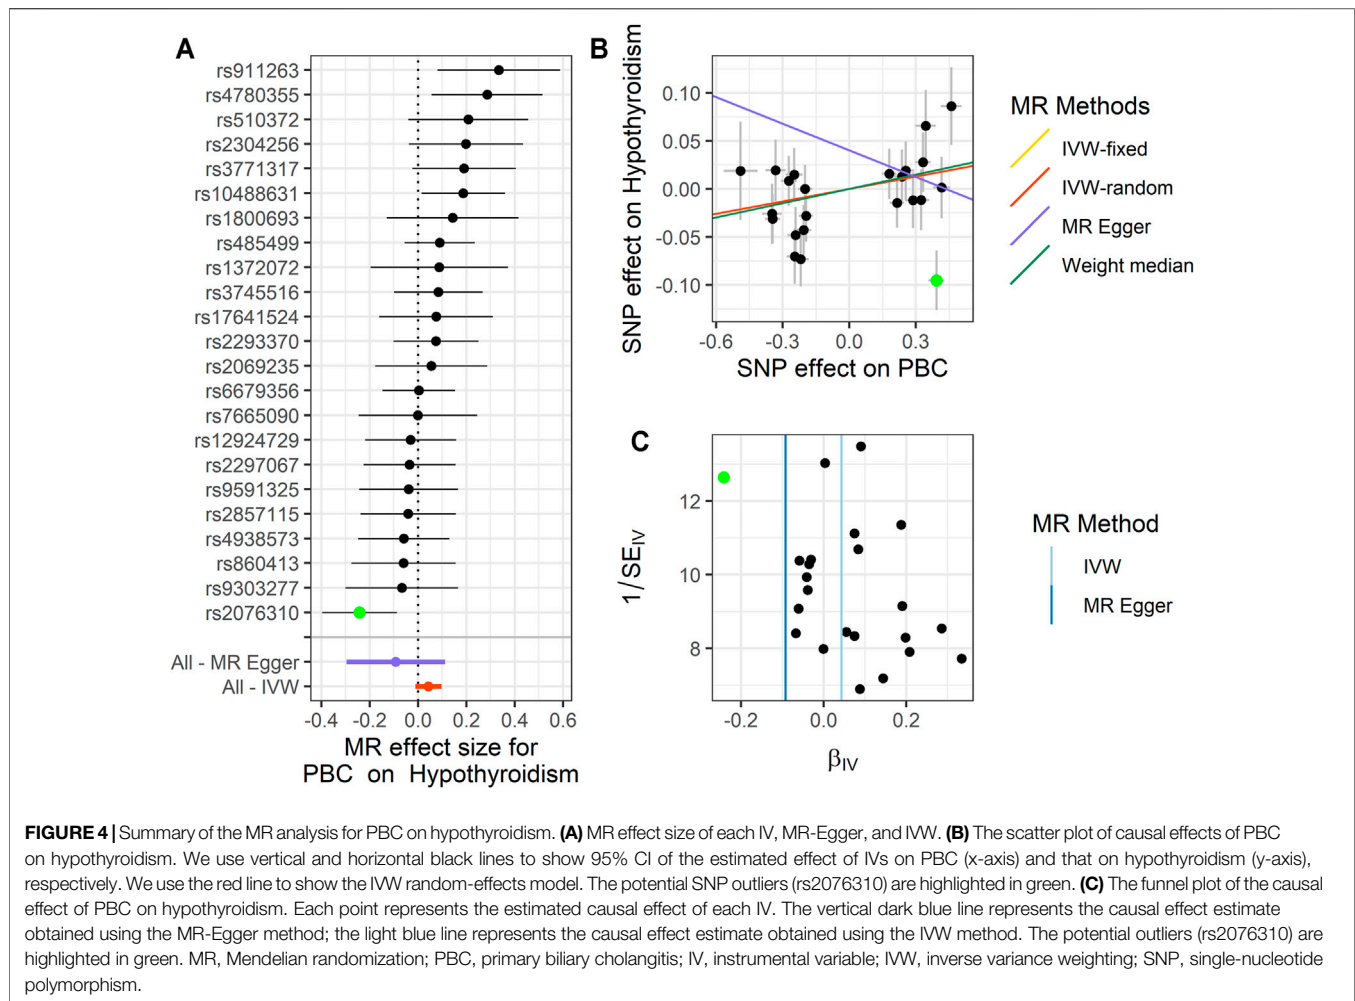 A
rs911263
rs4780355
rs510372
rs2304256
rs3771317
rs10488631
rs1800693
rs485499
rs1372072
rs3745516
rs17641524
rs2293370
rs2069235
rs6679356
rs7665090
rs12924729
rs2297067
rs9591325
rs2857115
rs4938573
rs860413
rs9303277
rs2076310
All - MR Egger
All - IVW
-0.4 -0.2 0.0 0.2 0.4 0.6
MR effect size for
PBC on Hypothyroidism
B
SNP effect on Hypothyroidism
0.10
0.05
0.00
-0.05
-0.10
-0.6 -0.3 0.0 0.3
SNP effect on PBC
MR Methods
IVW-fixed
IVW-random
MR Egger
Weight median
C
1/SE_IV
12
10
8
-0.2 0.0 0.2
β_IV
MR Method
IVW
MR Egger
FIGURE 4 | Summary of the MR analysis for PBC on hypothyroidism. (A) MR effect size of each IV, MR-Egger, and IVW. (B) The scatter plot of causal effects of PBC
on hypothyroidism. We use vertical and horizontal black lines to show 95% CI of the estimated effect of IVs on PBC (x-axis) and that on hypothyroidism (y-axis),
respectively. We use the red line to show the IVW random-effects model. The potential SNP outliers (rs2076310) are highlighted in green. (C) The funnel plot of the causal
effect of PBC on hypothyroidism. Each point represents the estimated causal effect of each IV. The vertical dark blue line represents the causal effect estimate
obtained using the MR-Egger method; the light blue line represents the causal effect estimate obtained using the IVW method. The potential outliers (rs2076310) are
highlighted in green. MR, Mendelian randomization; PBC, primary biliary cholangitis; IV, instrumental variable; IVW, inverse variance weighting; SNP, single-nucleotide
polymorphism.